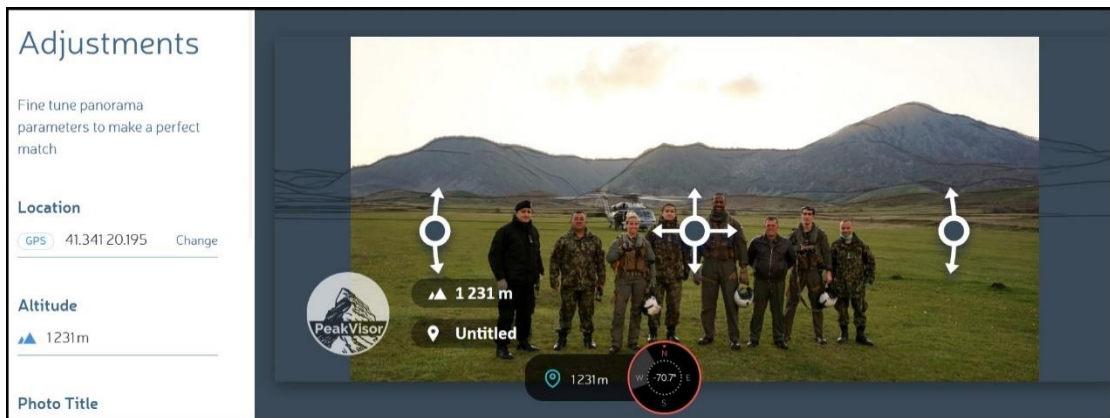 Adjustments
Fine tune panorama
parameters to make a perfect
match
Location
GPS 41.341 20.195 Change
Altitude
1231m
Photo Title
PeakVisor
1 231 m
Untitled
1231m
N
W -70.7° E
S